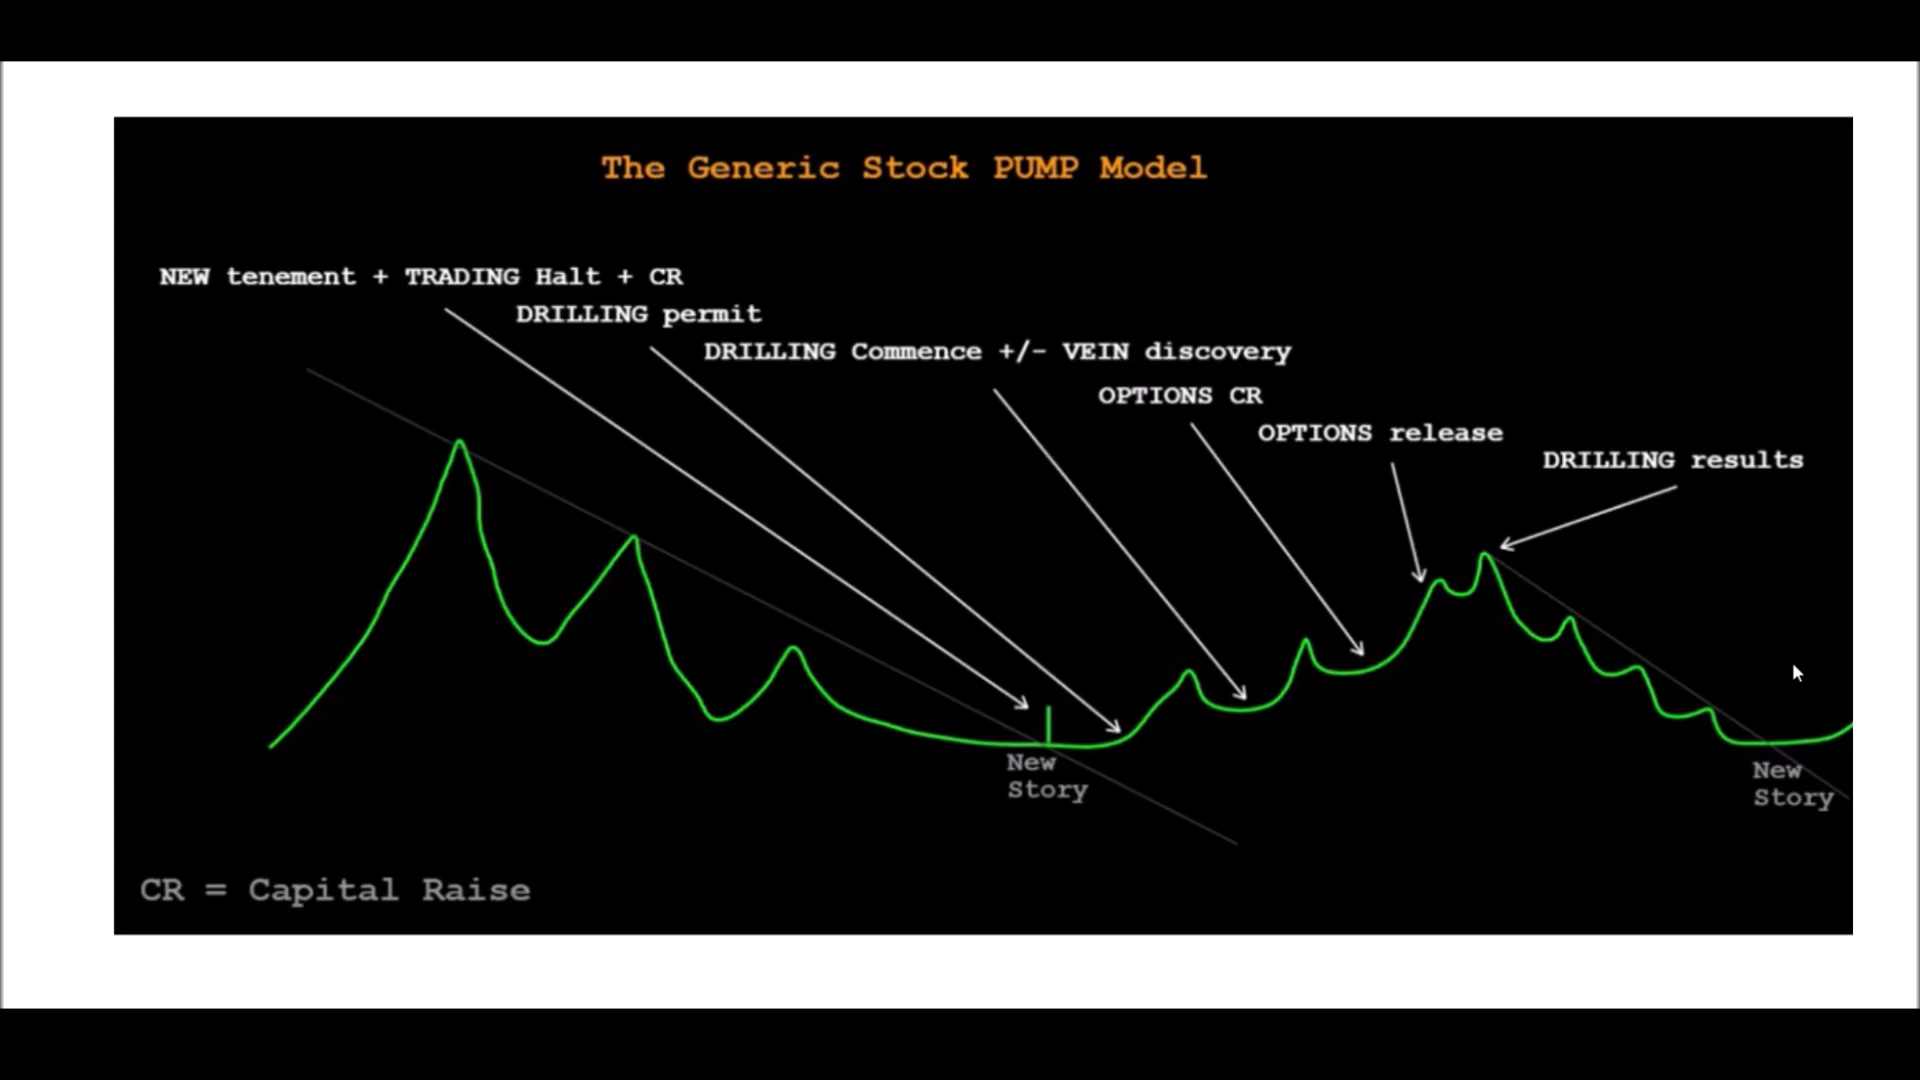 The Generic Stock PUMP Model
NEW tenement + TRADING Halt + CR
DRILLING permit
DRILLING Commence +/- VEIN discovery
OPTIONS CR
OPTIONS release
DRILLING results
New
Story
New
Story
CR = Capital Raise